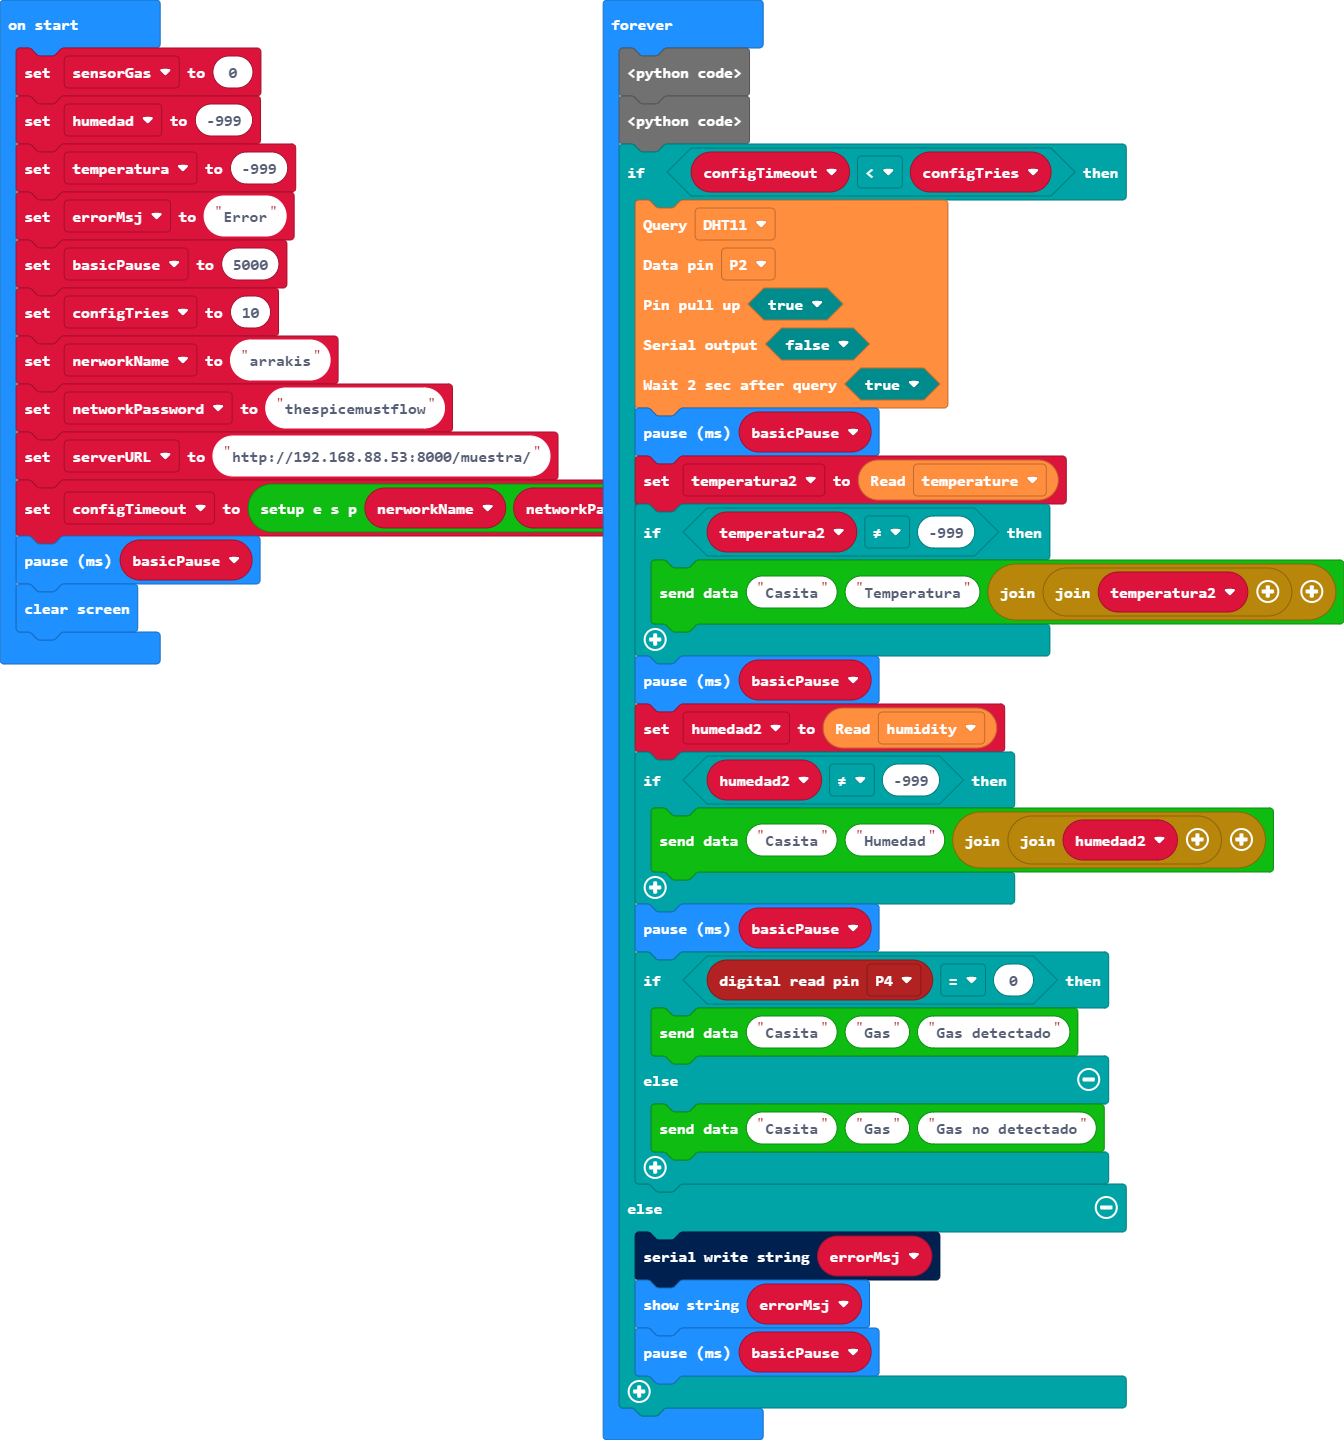 on start
set sensorGas to 0
set humedad to -999
set temperatura to -999
set errorMsj to "Error"
set basicPause to 5000
set configTries to 10
set nerworkName to "arrakis"
set networkPassword to "thespicemustflow"
set serverURL to "http://192.168.88.53:8000/muestra/"
set configTimeout to setup e s p nerworkName networkPa
pause (ms) basicPause
clear screen
forever
<python code>
<python code>
if configTimeout < configTries then
Query DHT11
Data pin P2
Pin pull up true
Serial output false
Wait 2 sec after query true
pause (ms) basicPause
set temperatura2 to Read temperature
if temperatura2 ≠ -999 then
send data "Casita" "Temperatura" join join temperatura2
pause (ms) basicPause
set humedad2 to Read humidity
if humedad2 ≠ -999 then
send data "Casita" "Humedad" join join humedad2
pause (ms) basicPause
if digital read pin P4 = 0 then
send data "Casita" "Gas" "Gas detectado"
else
send data "Casita" "Gas" "Gas no detectado"
else
serial write string errorMsj
show string errorMsj
pause (ms) basicPause